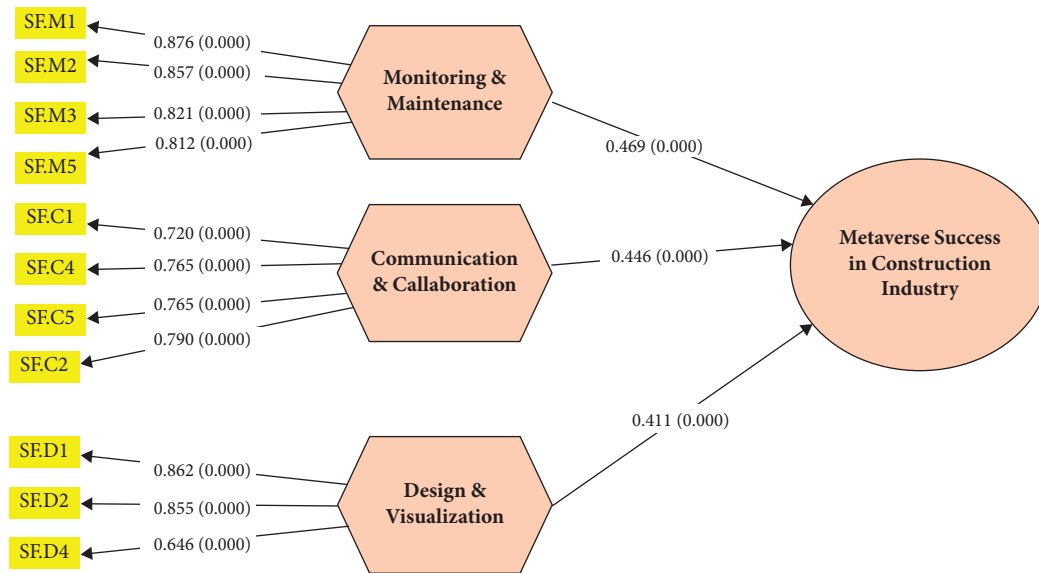 SF.M1
0.876 (0.000)
SF.M2
0.857 (0.000)
SF.M3
0.821 (0.000)
SF.M5
0.812 (0.000)
Monitoring &
Maintenance
0.469 (0.000)
SF.C1
0.720 (0.000)
SF.C4
0.765 (0.000)
SF.C5
0.765 (0.000)
SF.C2
0.790 (0.000)
Communication
& Callaboration
0.446 (0.000)
Metaverse Success
in Construction
Industry
SF.D1
0.862 (0.000)
SF.D2
0.855 (0.000)
SF.D4
0.646 (0.000)
Design &
Visualization
0.411 (0.000)